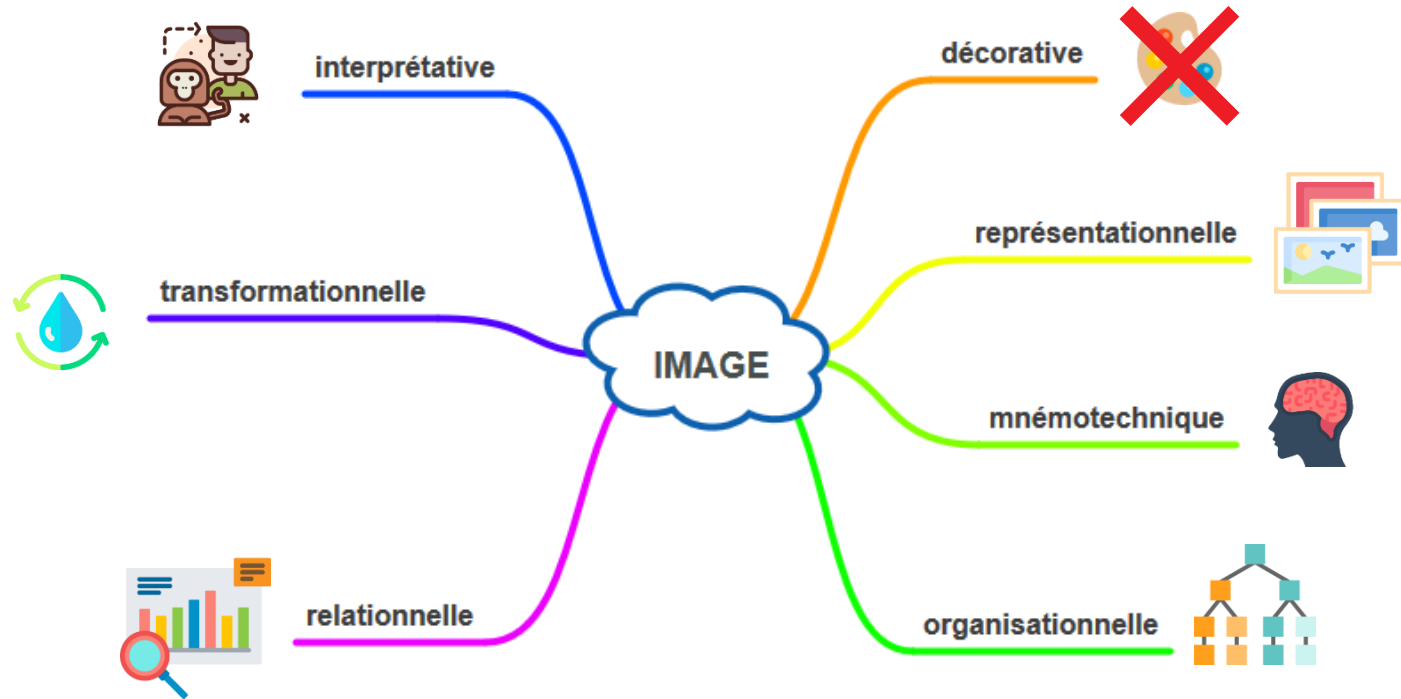 interprétative
décorative
représentationnelle
transformationnelle
IMAGE
mnémotechnique
relationnelle
organisationnelle